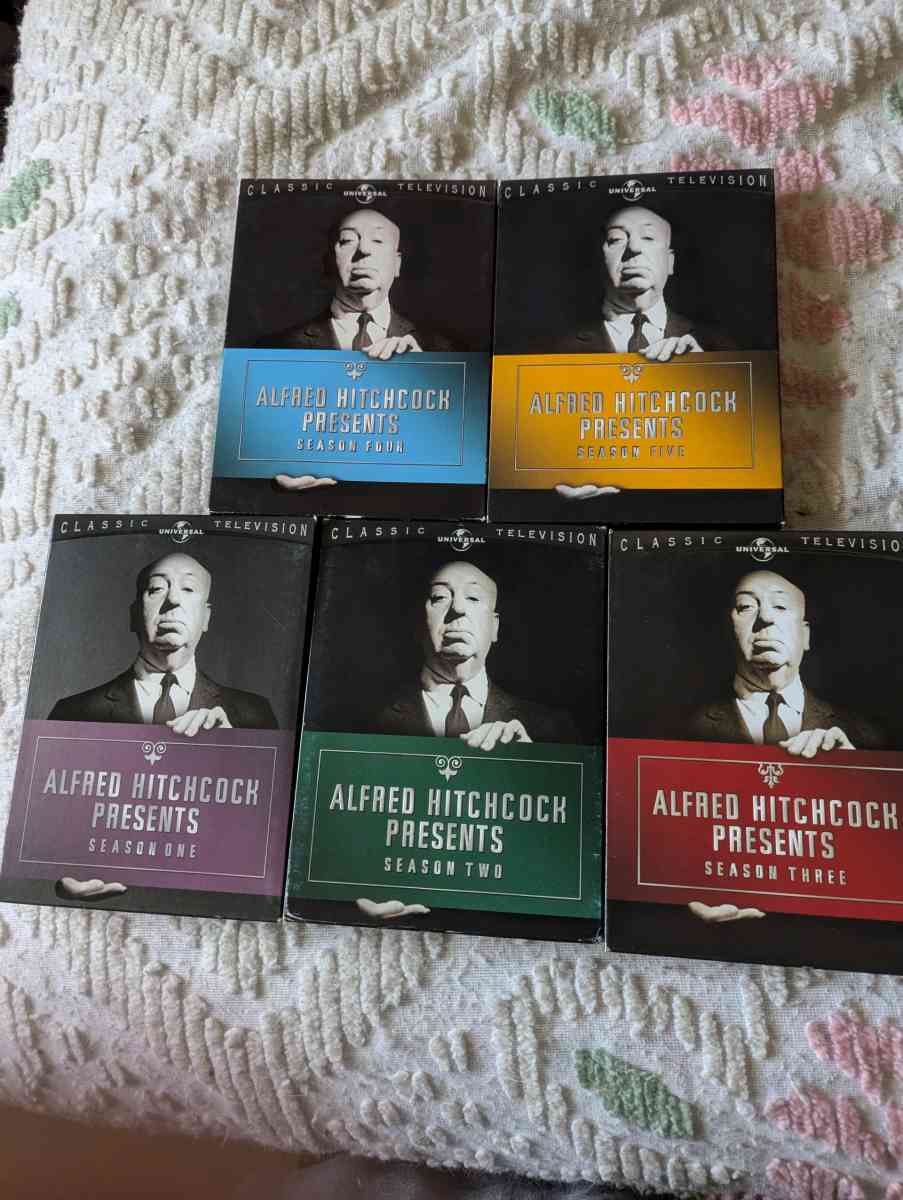 CLASSIC UNIVERSAL TELEVISION
ALFRED HITCHCOCK
PRESENTS
SEASON FOUR
CLASSIC UNIVERSAL TELEVISION
ALFRED HITCHCOCK
PRESENTS
SEASON FIVE
CLASSIC UNIVERSAL TELEVISION
ALFRED HITCHCOCK
PRESENTS
SEASON ONE
CLASSIC UNIVERSAL TELEVISION
ALFRED HITCHCOCK
PRESENTS
SEASON TWO
CLASSIC UNIVERSAL TELEVISIO
ALFRED HITCHCOCK
PRESENTS
SEASON THREE